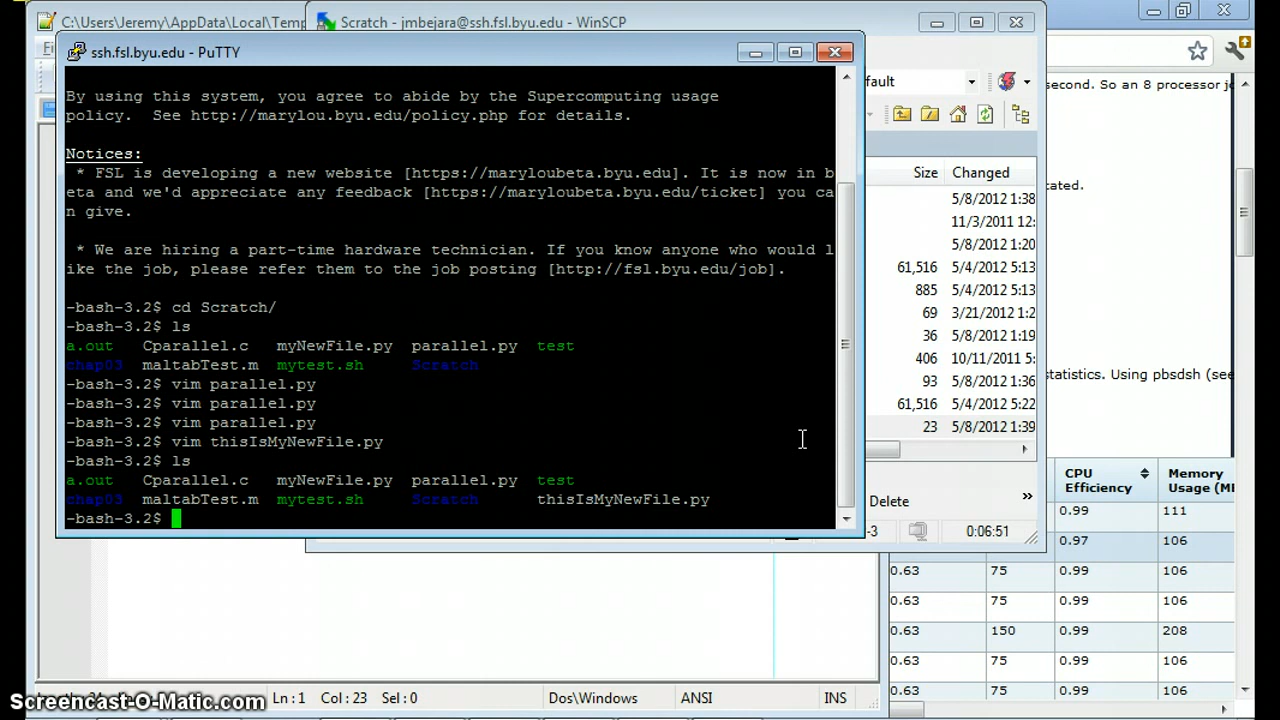 C:\Users\Jeremy\AppData\Local\Temp
Scratch - jmbejara@ssh.fsl.byu.edu - WinSCP
ssh.fsl.byu.edu - PuTTY
By using this system, you agree to abide by the Supercomputing usage
policy.  See http://marylou.byu.edu/policy.php for details.
Notices:
* FSL is developing a new website [https://maryloubeta.byu.edu]. It is now in b
eta and we'd appreciate any feedback [https://maryloubeta.byu.edu/ticket] you ca
n give.
* We are hiring a part-time hardware technician. If you know anyone who would l
ike the job, please refer them to the job posting [http://fsl.byu.edu/job].
-bash-3.2$ cd Scratch/
-bash-3.2$ ls
a.out Cparallel.c myNewFile.py parallel.py test
chap03 maltabTest.m mytest.sh Scratch
-bash-3.2$ vim parallel.py
-bash-3.2$ vim parallel.py
-bash-3.2$ vim parallel.py
-bash-3.2$ vim thisIsMyNewFile.py
-bash-3.2$ ls
a.out Cparallel.c myNewFile.py parallel.py test
chap03 maltabTest.m mytest.sh Scratch thisIsMyNewFile.py
-bash-3.2$
fault
Size Changed
5/8/2012 1:38
11/3/2011 12:
5/8/2012 1:20
61,516 5/4/2012 5:13
885 5/4/2012 5:13
69 3/21/2012 1:2
36 5/8/2012 1:19
406 10/11/2011 5:
93 5/8/2012 1:36
61,516 5/4/2012 5:22
23 5/8/2012 1:39
Delete »
-3 0:06:51
second. So an 8 processor jo
cated.
statistics. Using pbsdsh (see
CPU Efficiency Memory Usage (MB
0.99 111
0.97 106
0.63 75 0.99 106
0.63 75 0.99 106
0.63 150 0.99 208
0.63 75 0.99 106
0.63 75 0.99 106
Ln : 1 Col : 23 Sel : 0 Dos\Windows ANSI INS
Screencast-O-Matic.com